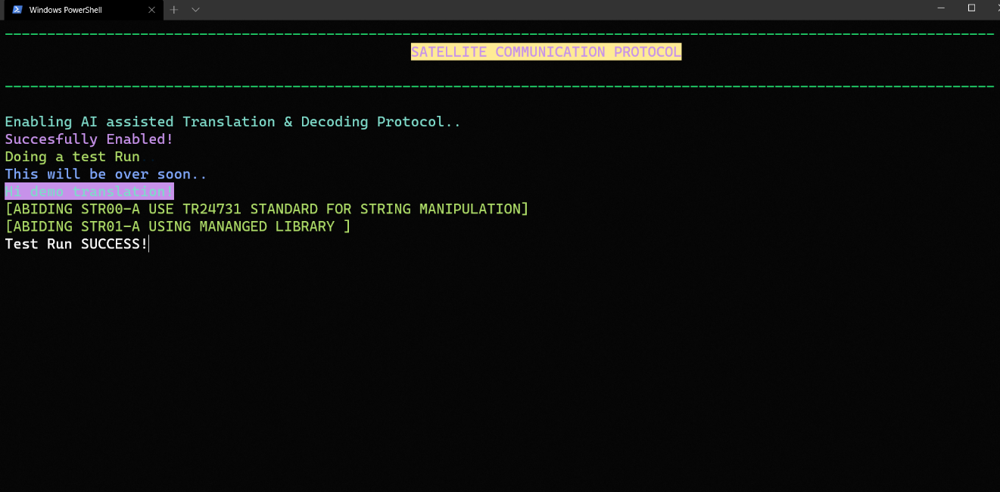 Windows PowerShell
SATELLITE COMMUNICATION PROTOCOL
Enabling AI assisted Translation & Decoding Protocol..
Succesfully Enabled!
Doing a test Run..
This will be over soon..
Hi demo translation!
[ABIDING STR00-A USE TR24731 STANDARD FOR STRING MANIPULATION]
[ABIDING STR01-A USING MANANGED LIBRARY ]
Test Run SUCCESS!